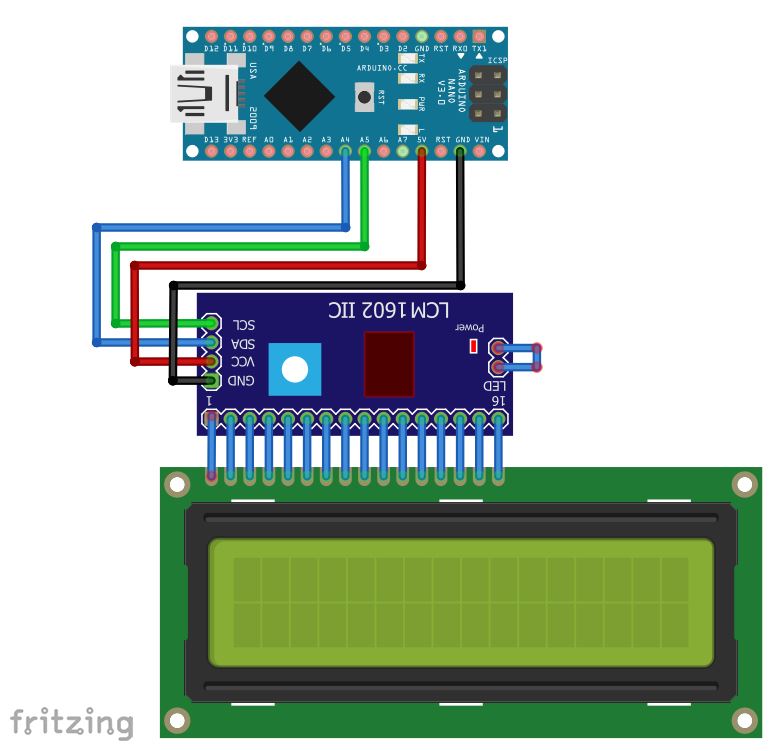 D12 D11 D10 D9 D8 D7 D6 D5 D4 D3 D2 GND RST RX0 TX1
ICSP
TX
RX
PWR
L
USA
2009
ARDUINO.CC
RST
ARDUINO
NANO
V3.0
1
D13 3V3 REF A0 A1 A2 A3 A4 A5 A6 A7 5V RST GND VIN
LCM1602 IIC
SCL
SDA
VCC
GND
Power
LED
1
16
fritzing